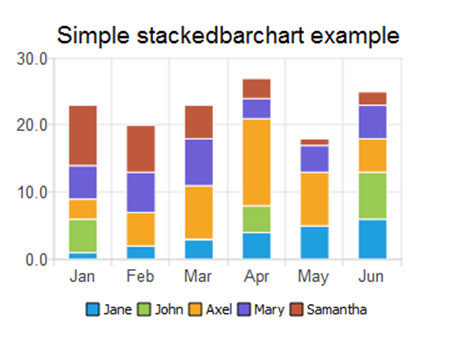 Simple stackedbarchart example
30.0
20.0
10.0
0.0
Jan Feb Mar Apr May Jun
Jane John Axel Mary Samantha